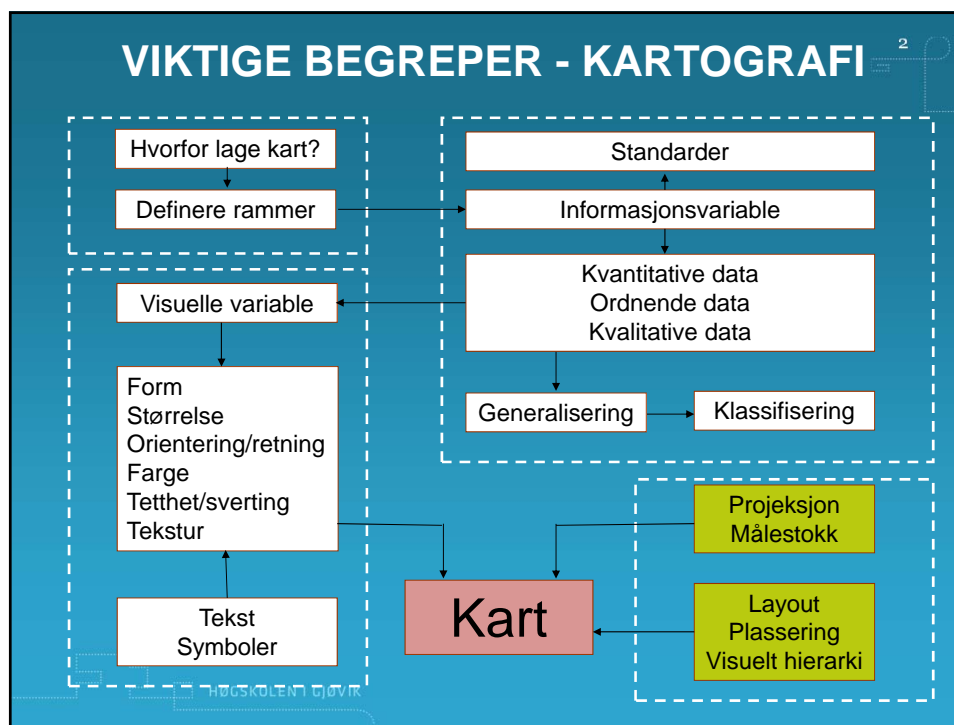 VIKTIGE BEGREPER - KARTOGRAFI
2
Hvorfor lage kart?
Definere rammer
Standarder
Informasjonsvariable
Kvantitative data
Ordnende data
Kvalitative data
Generalisering
Klassifisering
Visuelle variable
Form
Størrelse
Orientering/retning
Farge
Tetthet/sverting
Tekstur
Tekst
Symboler
Projeksjon
Målestokk
Kart
Layout
Plassering
Visuelt hierarki
HØGSKOLEN I GJØVIK